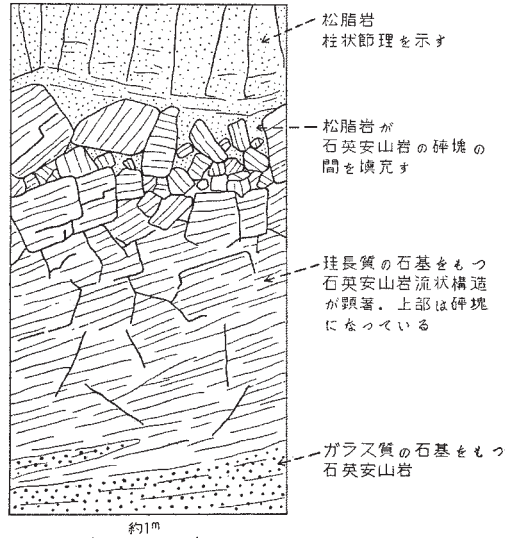 松脂岩
柱状節理を示す
松脂岩が
石英安山岩の砕塊の
間を填充す
珪長質の石基をもつ
石英安山岩流状構造
が顕著．上部は砕塊
になっている
ガラス質の石基をもつ
石英安山岩
約1m